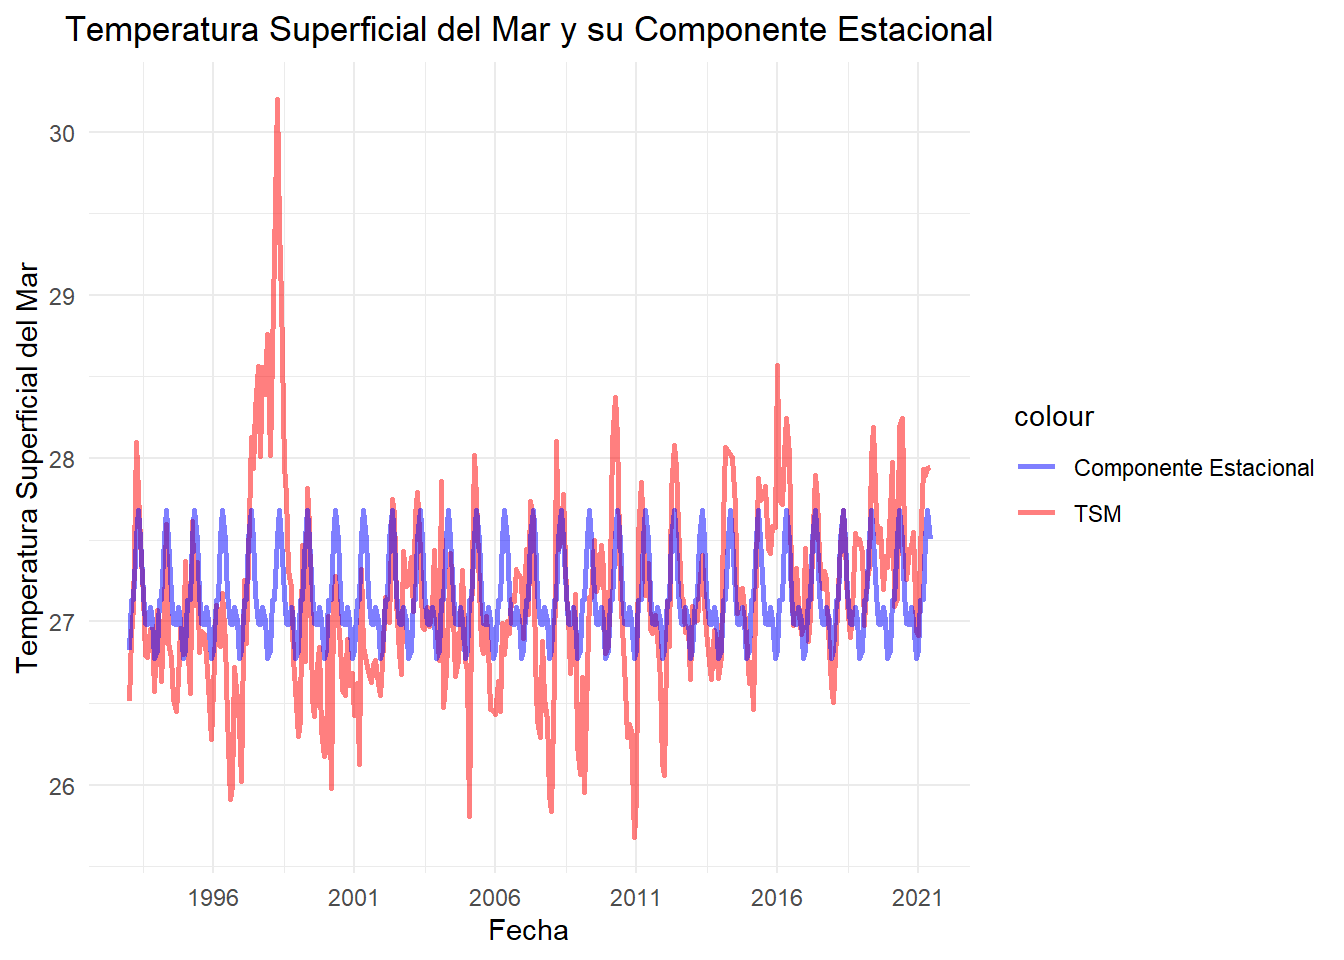 Temperatura Superficial del Mar y su Componente Estacional
Temperatura Superficial del Mar
30
29
28
27
26
1996
2001
2006
2011
2016
2021
Fecha
colour
Componente Estacional
TSM